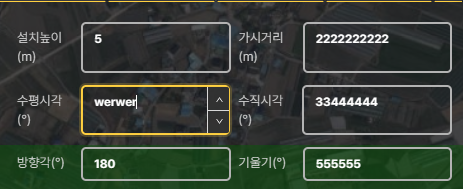 설치높이 5 가시거리 2222222222
(m) (m)
수평시각 werwer 수직시각 33444444
(°) (°)
방향각(°) 180 기울기(°) 555555